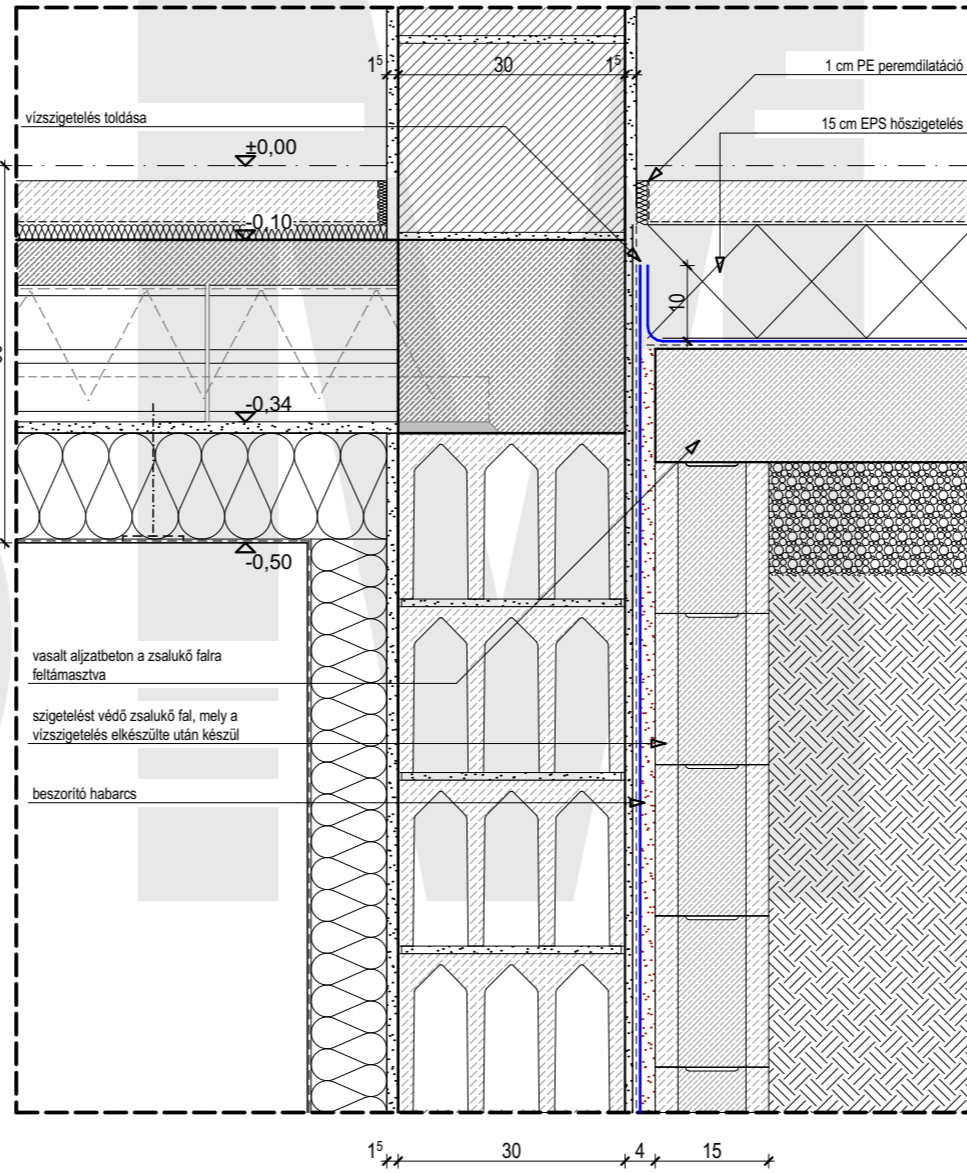 1⁵ 30 1⁵
1 cm PE peremdilatáció
vízszigetelés toldása
15 cm EPS hőszigetelés
±0,00
-0,10
10
-0,34
-0,50
vasalt aljzatbeton a zsalukő falra
feltámasztva
szigetelést védő zsalukő fal, mely a
vízszigetelés elkészülte után készül
beszorító habarcs
1⁵ 30 4 15